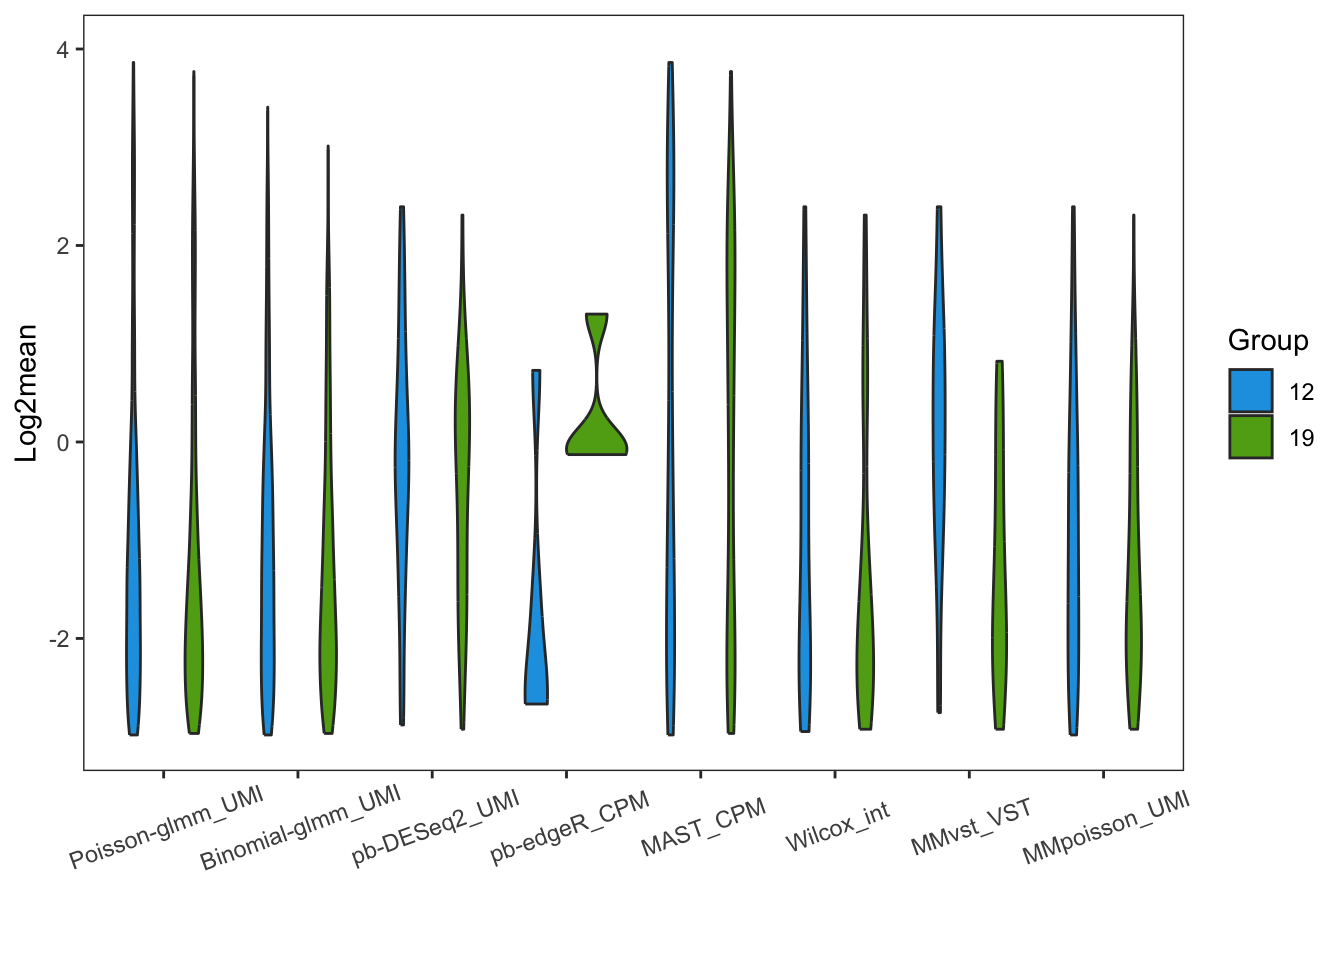 Log2mean
4
2
0
-2
Poisson-glmm_UMI
Binomial-glmm_UMI
pb-DESeq2_UMI
pb-edgeR_CPM
MAST_CPM
Wilcox_int
MMvst_VST
MMpoisson_UMI
Group
12
19